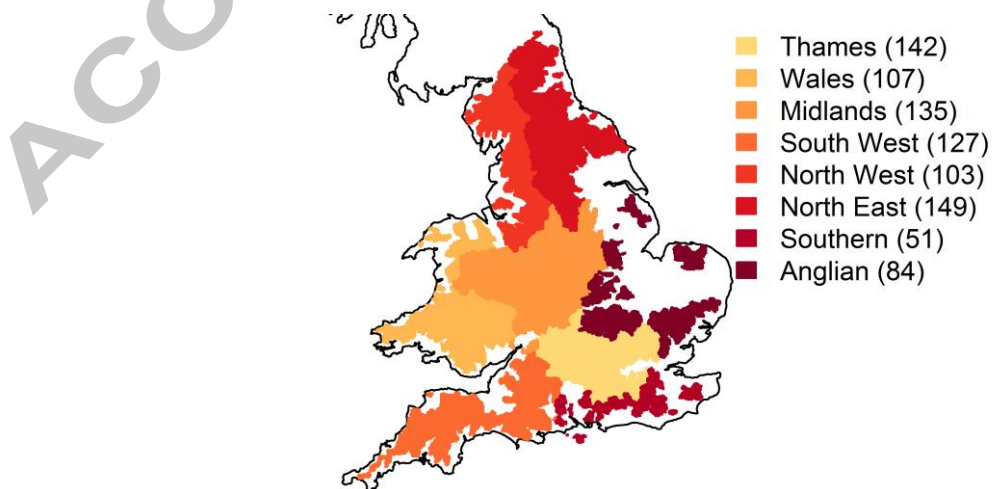 ACC
Thames (142)
Wales (107)
Midlands (135)
South West (127)
North West (103)
North East (149)
Southern (51)
Anglian (84)